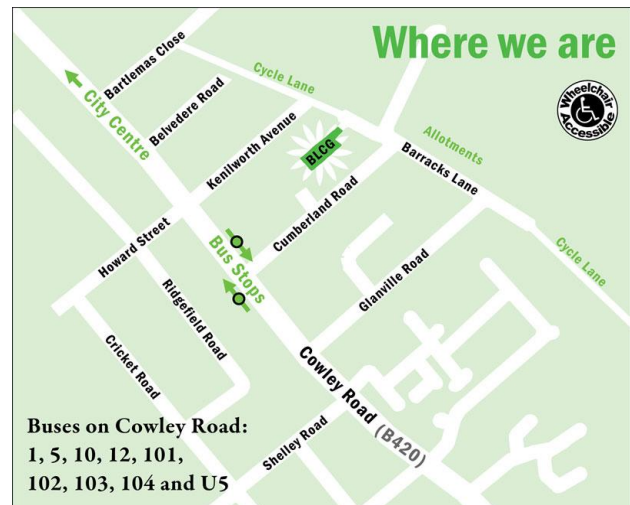 Where we are
Wheelchair
Accessible
Bartlemas Close
Cycle Lane
City Centre
Belvedere Road
Kenilworth Avenue
BLCG
Allotments
Barracks Lane
Howard Street
Bus Stops
Cumberland Road
Cycle Lane
Ridgefield Road
Glanville Road
Cricket Road
Cowley Road (B420)
Shelley Road
Buses on Cowley Road:
1, 5, 10, 12, 101,
102, 103, 104 and U5